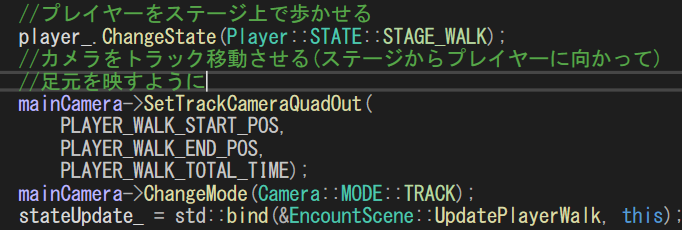 //プレイヤーをステージ上で歩かせる
player_.ChangeState(Player::STATE::STAGE_WALK);
//カメラをトラック移動させる(ステージからプレイヤーに向かって)
//足元を映すように
mainCamera->SetTrackCameraQuadOut(
PLAYER_WALK_START_POS,
PLAYER_WALK_END_POS,
PLAYER_WALK_TOTAL_TIME);
mainCamera->ChangeMode(Camera::MODE::TRACK);
stateUpdate_ = std::bind(&EncountScene::UpdatePlayerWalk, this);